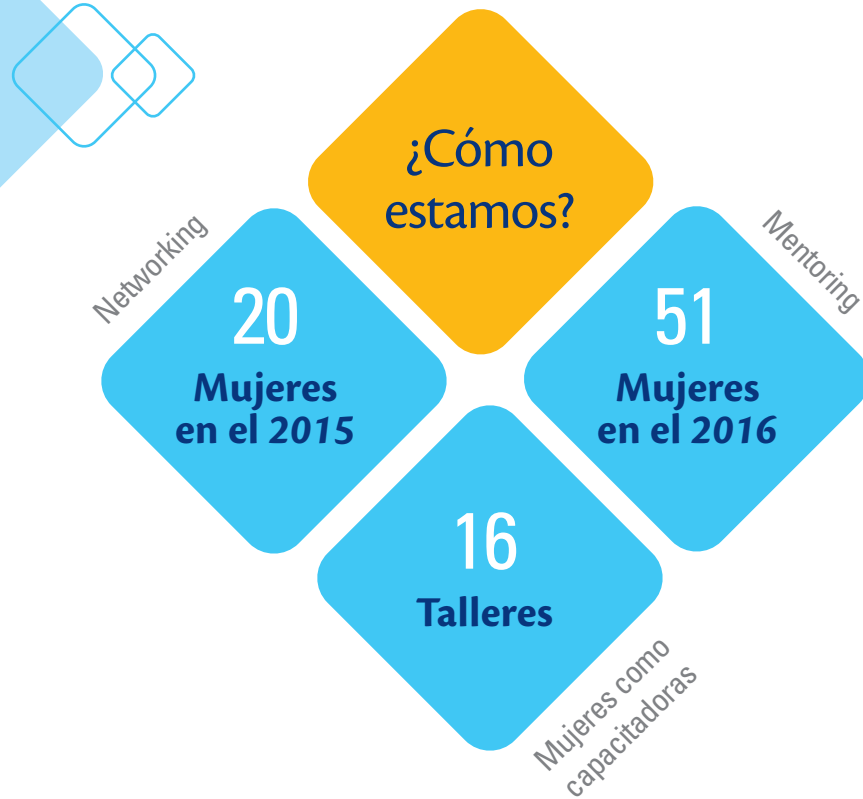 ¿Cómo
estamos?
Networking
20
Mujeres
en el 2015
Mentoring
51
Mujeres
en el 2016
16
Talleres
Mujeres como
capacitadoras